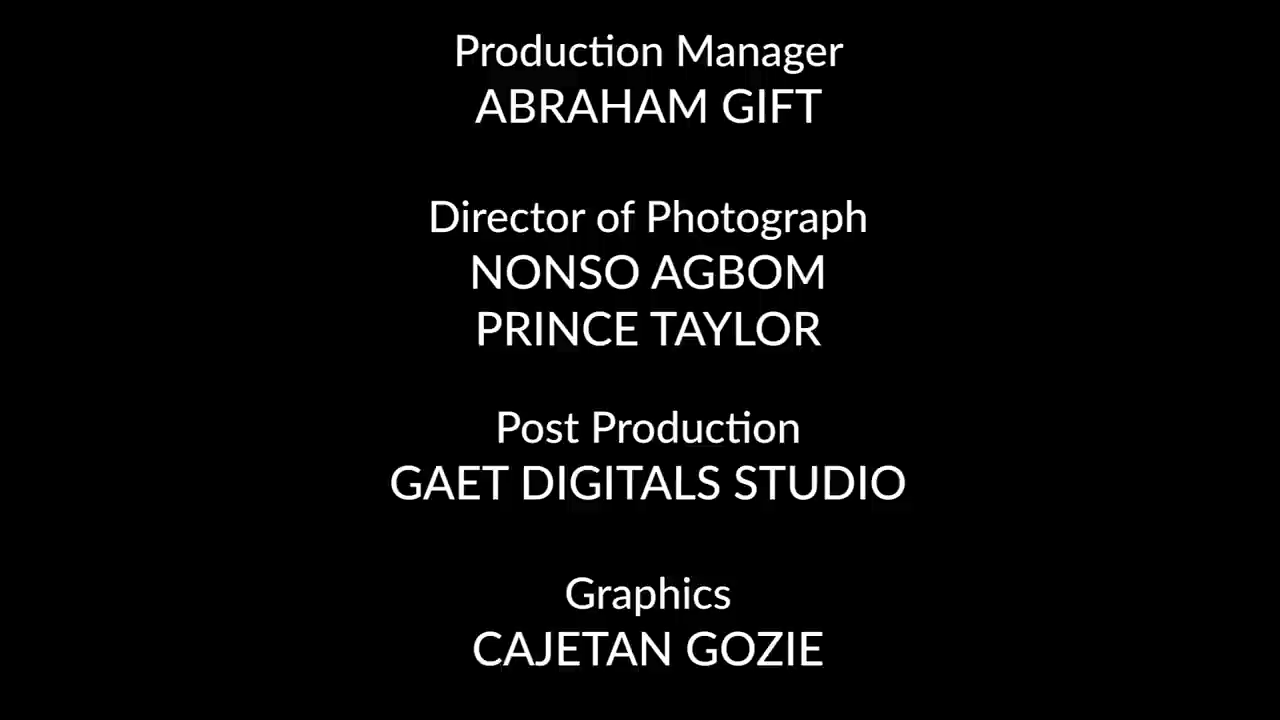 Production Manager
ABRAHAM GIFT
Director of Photograph
NONSO AGBOM
PRINCE TAYLOR
Post Production
GAET DIGITALS STUDIO
Graphics
CAJETAN GOZIE